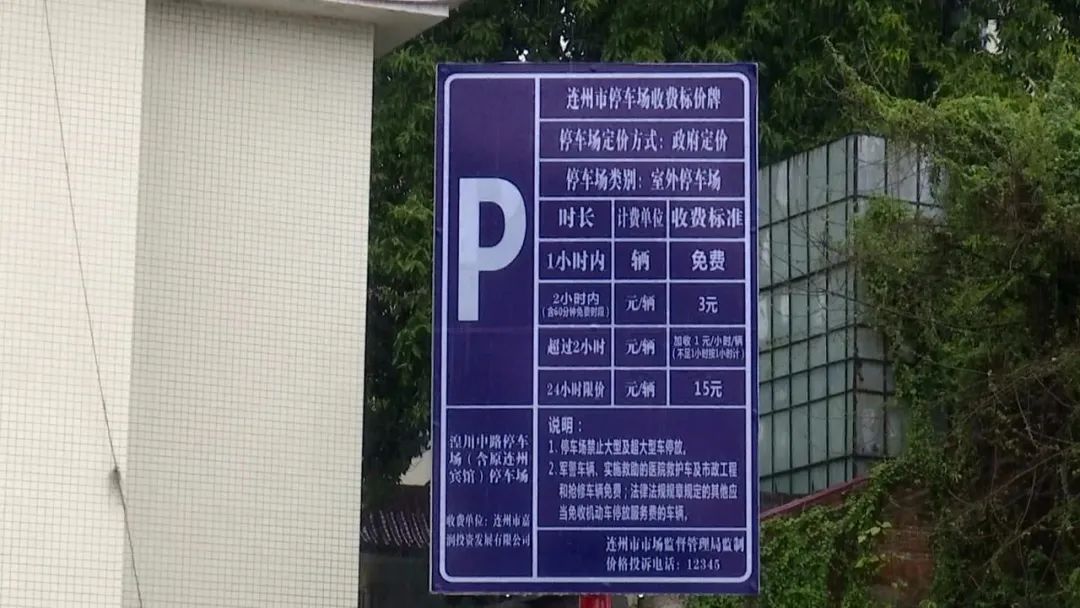 连州市停车场收费标价牌
停车场定价方式：政府定价
停车场类别：室外停车场
P
时长 计费单位 收费标准
1小时内 辆 免费
2小时内 元/辆 3元
（含60分钟免费时段）
超过2小时 元/辆 加收 1 元/小时/辆
（不足1小时按1小时计）
24小时限价 元/辆 15元
湟川中路停车
场（含原连州
宾馆）停车场
收费单位：连州市嘉
润投资发展有限公司
说明：
1. 停车场禁止大型及超大型车停放。
2. 军警车辆、实施救助的医院救护车及市政工程
和抢修车辆免费；法律法规规章规定的其他应
当免收机动车停放服务费的车辆。
连州市市场监督管理局监制
价格投诉电话：12345